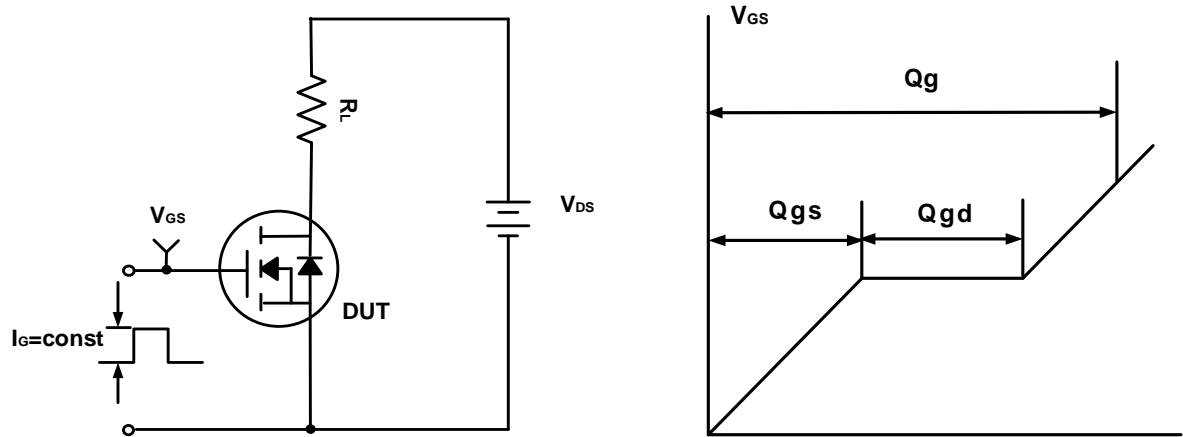 RL
VGS
VDS
DUT
IG=const
VGS
Qg
Qgs
Qgd